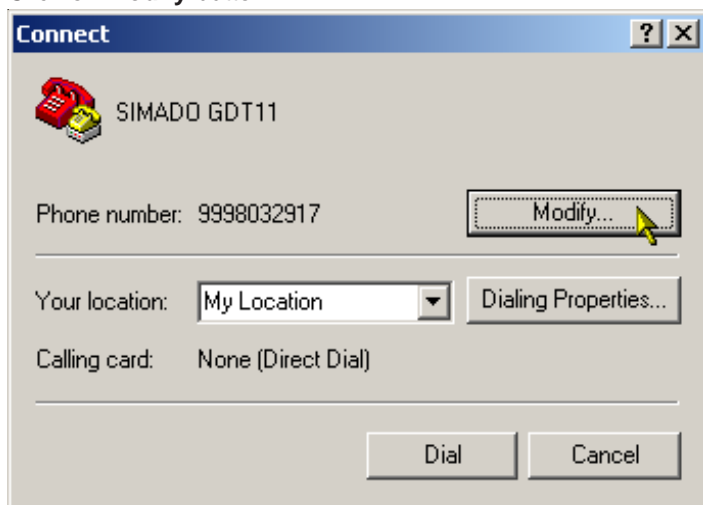 Connect
SIMADO GDT11
Phone number: 9998032917 Modify...
Your location: My Location Dialing Properties...
Calling card: None (Direct Dial)
Dial Cancel